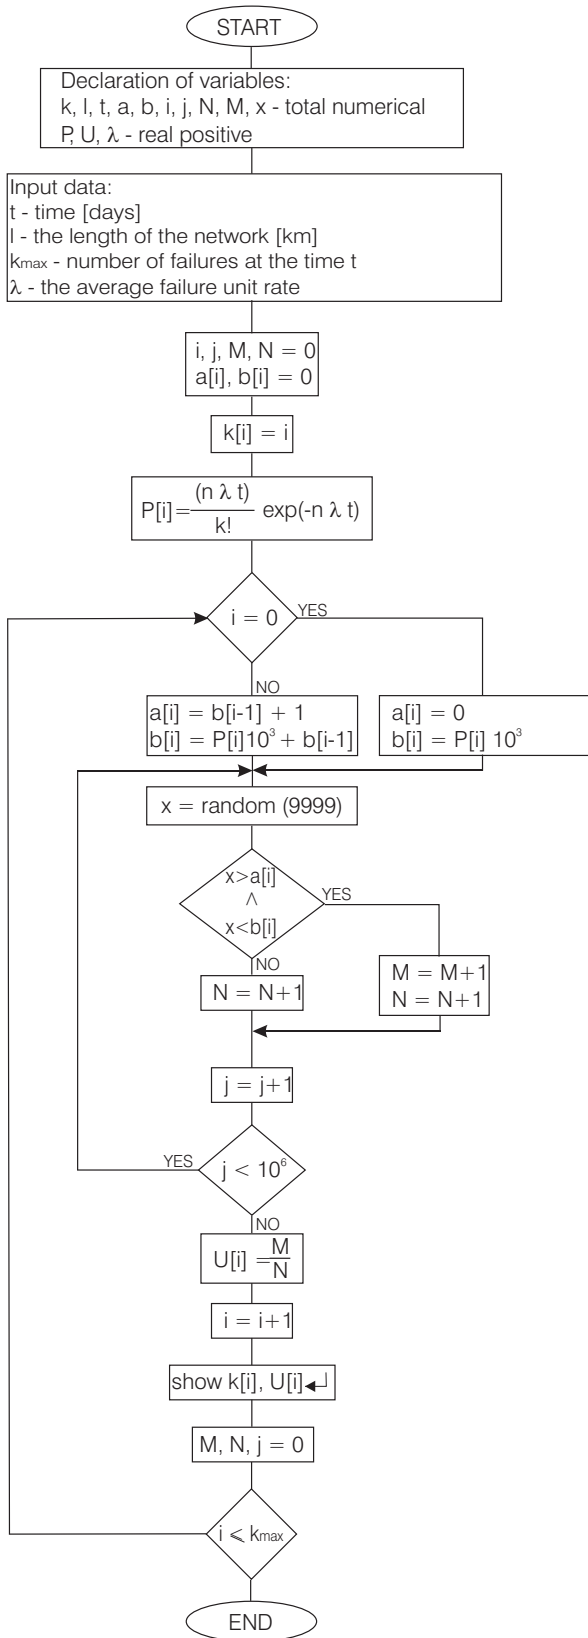 START
Declaration of variables:
k, l, t, a, b, i, j, N, M, x - total numerical
P, U, λ - real positive
Input data:
t - time [days]
l - the length of the network [km]
kmax - number of failures at the time t
λ - the average failure unit rate
i, j, M, N = 0
a[i], b[i] = 0
k[i] = i
P[i]=(n λ t)/k! exp(-n λ t)
i = 0
YES
NO
a[i] = b[i-1] + 1
b[i] = P[i]10³ + b[i-1]
a[i] = 0
b[i] = P[i] 10³
x = random (9999)
x>a[i]
∧
x<b[i]
YES
NO
N = N+1
M = M+1
N = N+1
j = j+1
YES
j < 10⁶
NO
U[i] =M/N
i = i+1
show k[i], U[i]↵
M, N, j = 0
i ⩽ kmax
END